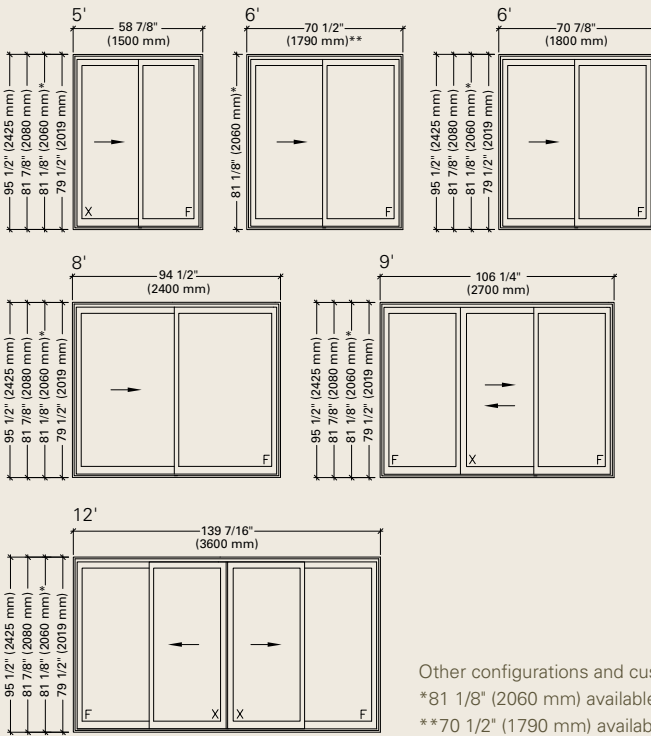 5'
58 7/8"
(1500 mm)
95 1/2" (2425 mm)
81 7/8" (2080 mm)
81 1/8" (2060 mm)*
79 1/2" (2019 mm)
X
F
6'
70 1/2"
(1790 mm)**
81 1/8" (2060 mm)*
F
6'
70 7/8"
(1800 mm)
95 1/2" (2425 mm)
81 7/8" (2080 mm)
81 1/8" (2060 mm)*
79 1/2" (2019 mm)
F
8'
94 1/2"
(2400 mm)
95 1/2" (2425 mm)
81 7/8" (2080 mm)
81 1/8" (2060 mm)*
79 1/2" (2019 mm)
F
9'
106 1/4"
(2700 mm)
95 1/2" (2425 mm)
81 7/8" (2080 mm)
81 1/8" (2060 mm)*
79 1/2" (2019 mm)
F
X
F
12'
139 7/16"
(3600 mm)
95 1/2" (2425 mm)
81 7/8" (2080 mm)
81 1/8" (2060 mm)*
79 1/2" (2019 mm)
F
X
X
F
Other configurations and cus
*81 1/8" (2060 mm) available
**70 1/2" (1790 mm) availab